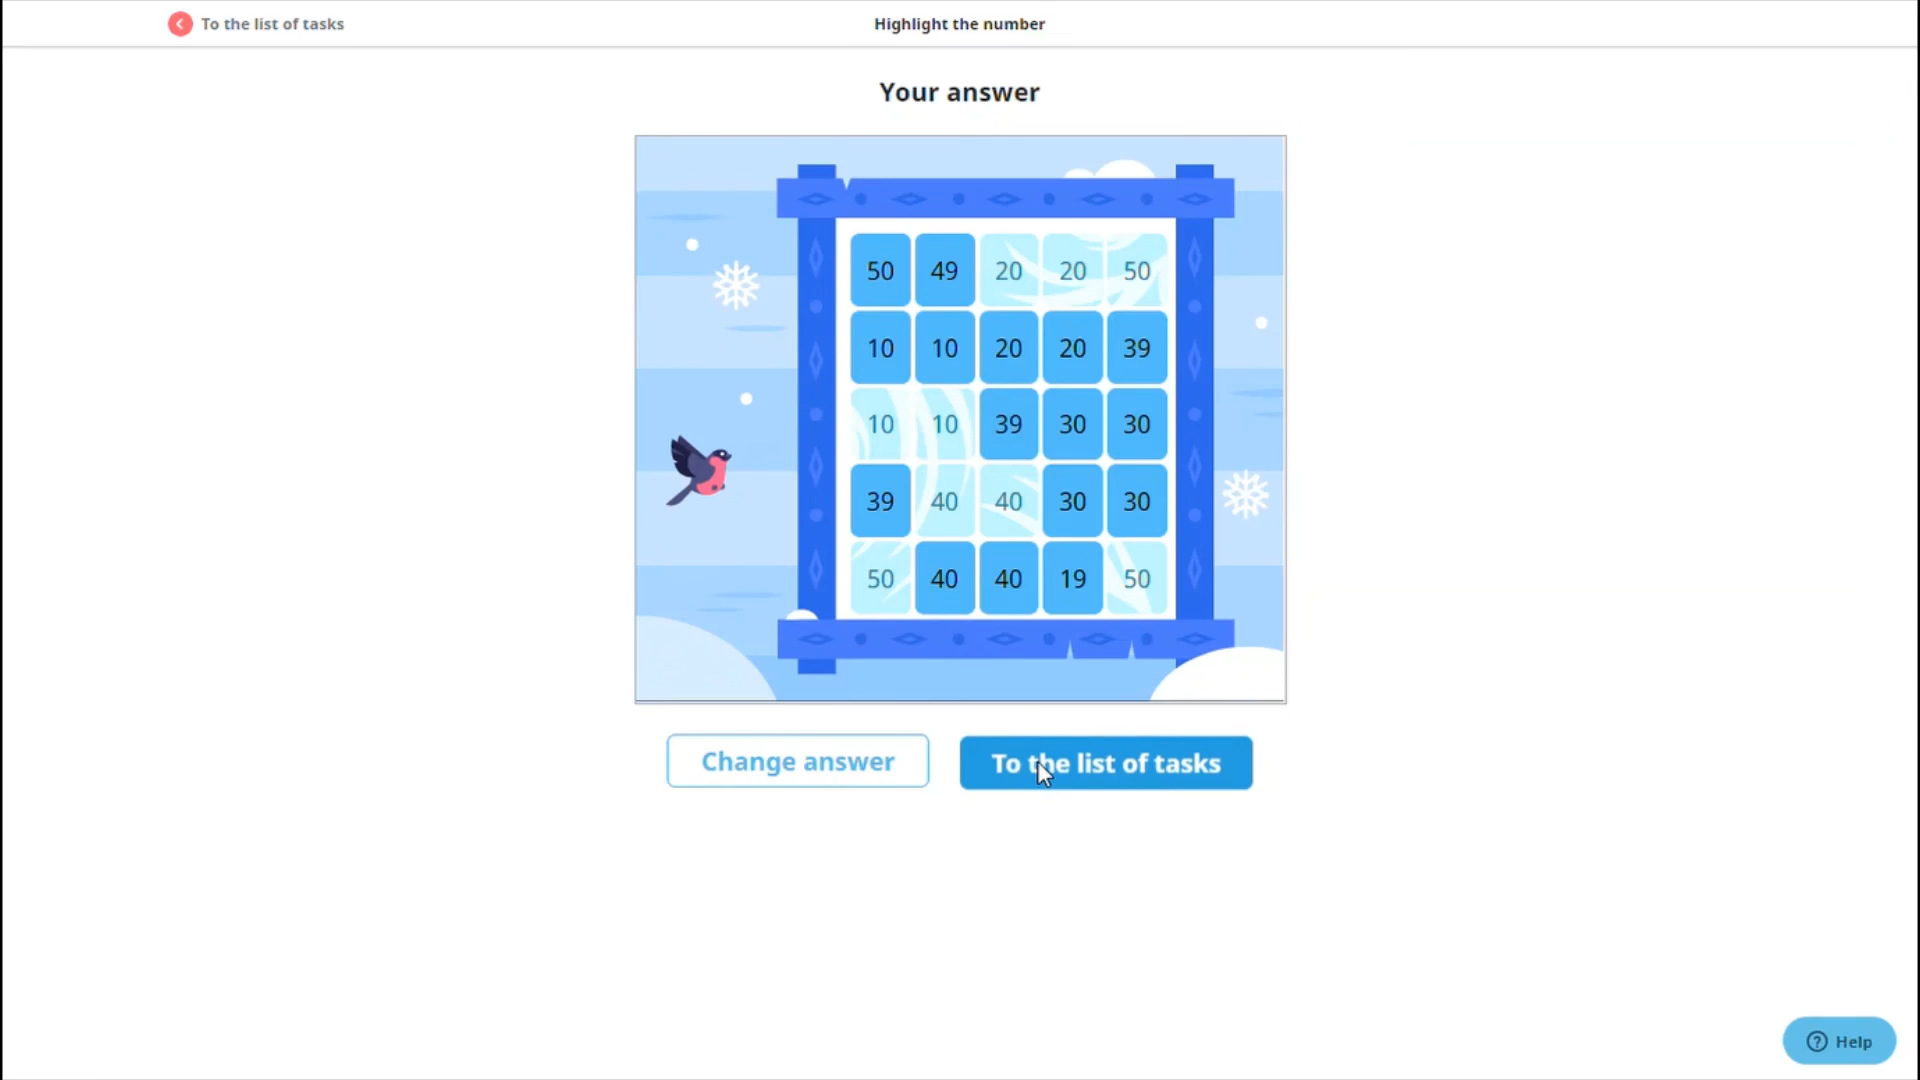 To the list of tasks
Highlight the number
Your answer
50 49 20 20 50
10 10 20 20 39
10 10 39 30 30
39 40 40 30 30
50 40 40 19 50
Change answer
To the list of tasks
? Help